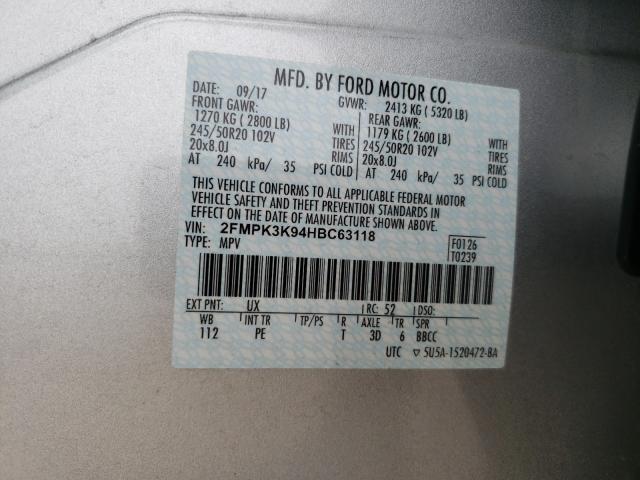 MFD. BY FORD MOTOR CO.
DATE: 09/17 GVWR: 2413 KG ( 5320 LB)
FRONT GAWR: REAR GAWR:
1270 KG ( 2800 LB) WITH 1179 KG ( 2600 LB) WITH
245/50R20 102V TIRES 245/50R20 102V TIRES
20x8.0J RIMS 20x8.0J RIMS
AT 240 kPa/ 35 PSI COLD AT 240 kPa/ 35 PSI COLD
THIS VEHICLE CONFORMS TO ALL APPLICABLE FEDERAL MOTOR
VEHICLE SAFETY AND THEFT PREVENTION STANDARDS IN
EFFECT ON THE DATE OF MANUFACTURE SHOWN ABOVE.
VIN: 2FMPK3K94HBC63118 F0126
TYPE: MPV T0239
EXT PNT: UX RC: 52 DSO:
WB INT TR TP/PS R AXLE TR SPR
112 PE T 3D 6 BBCC
UTC ▽ 5U5A-1520472-BA